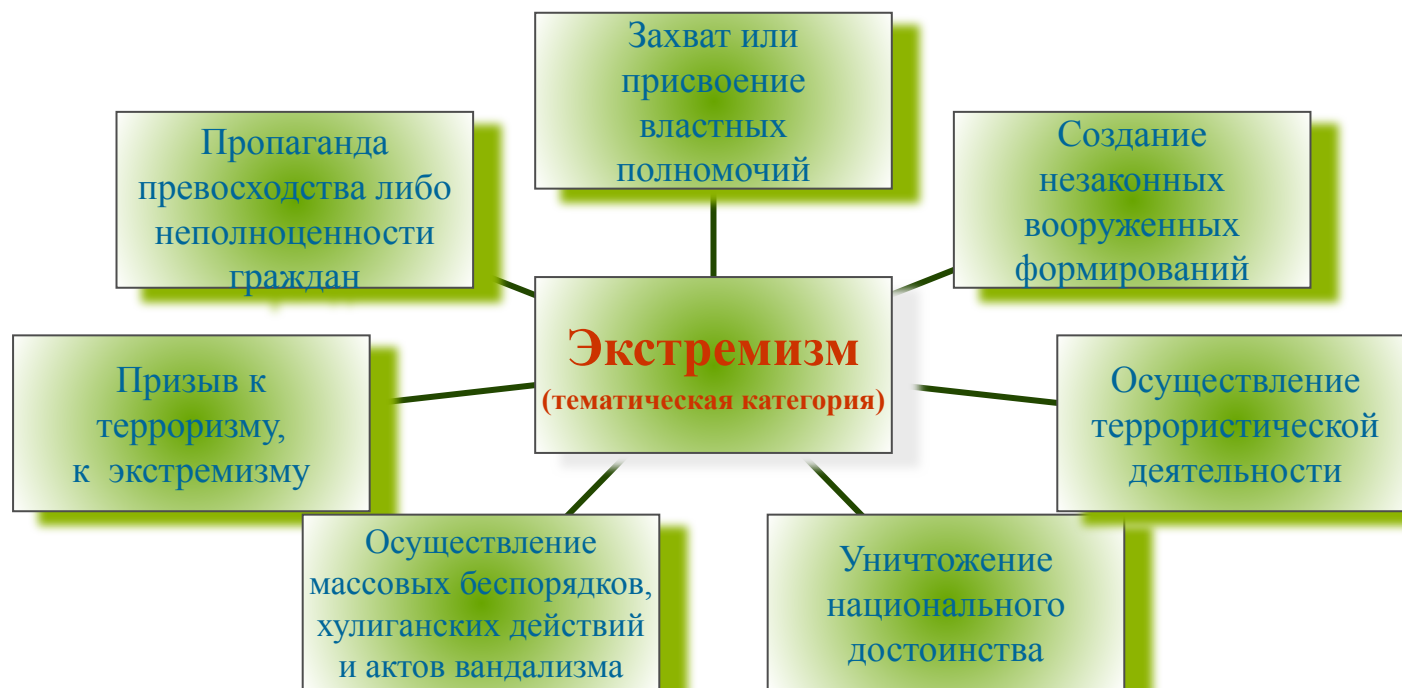 Захват или
присвоение
властных
полномочий
Пропаганда
превосходства либо
неполноценности
граждан
Создание
незаконных
вооруженных
формирований
Экстремизм
(тематическая категория)
Призыв к
терроризму,
к экстремизму
Осуществление
террористической
деятельности
Осуществление
массовых беспорядков,
хулиганских действий
и актов вандализма
Уничтожение
национального
достоинства